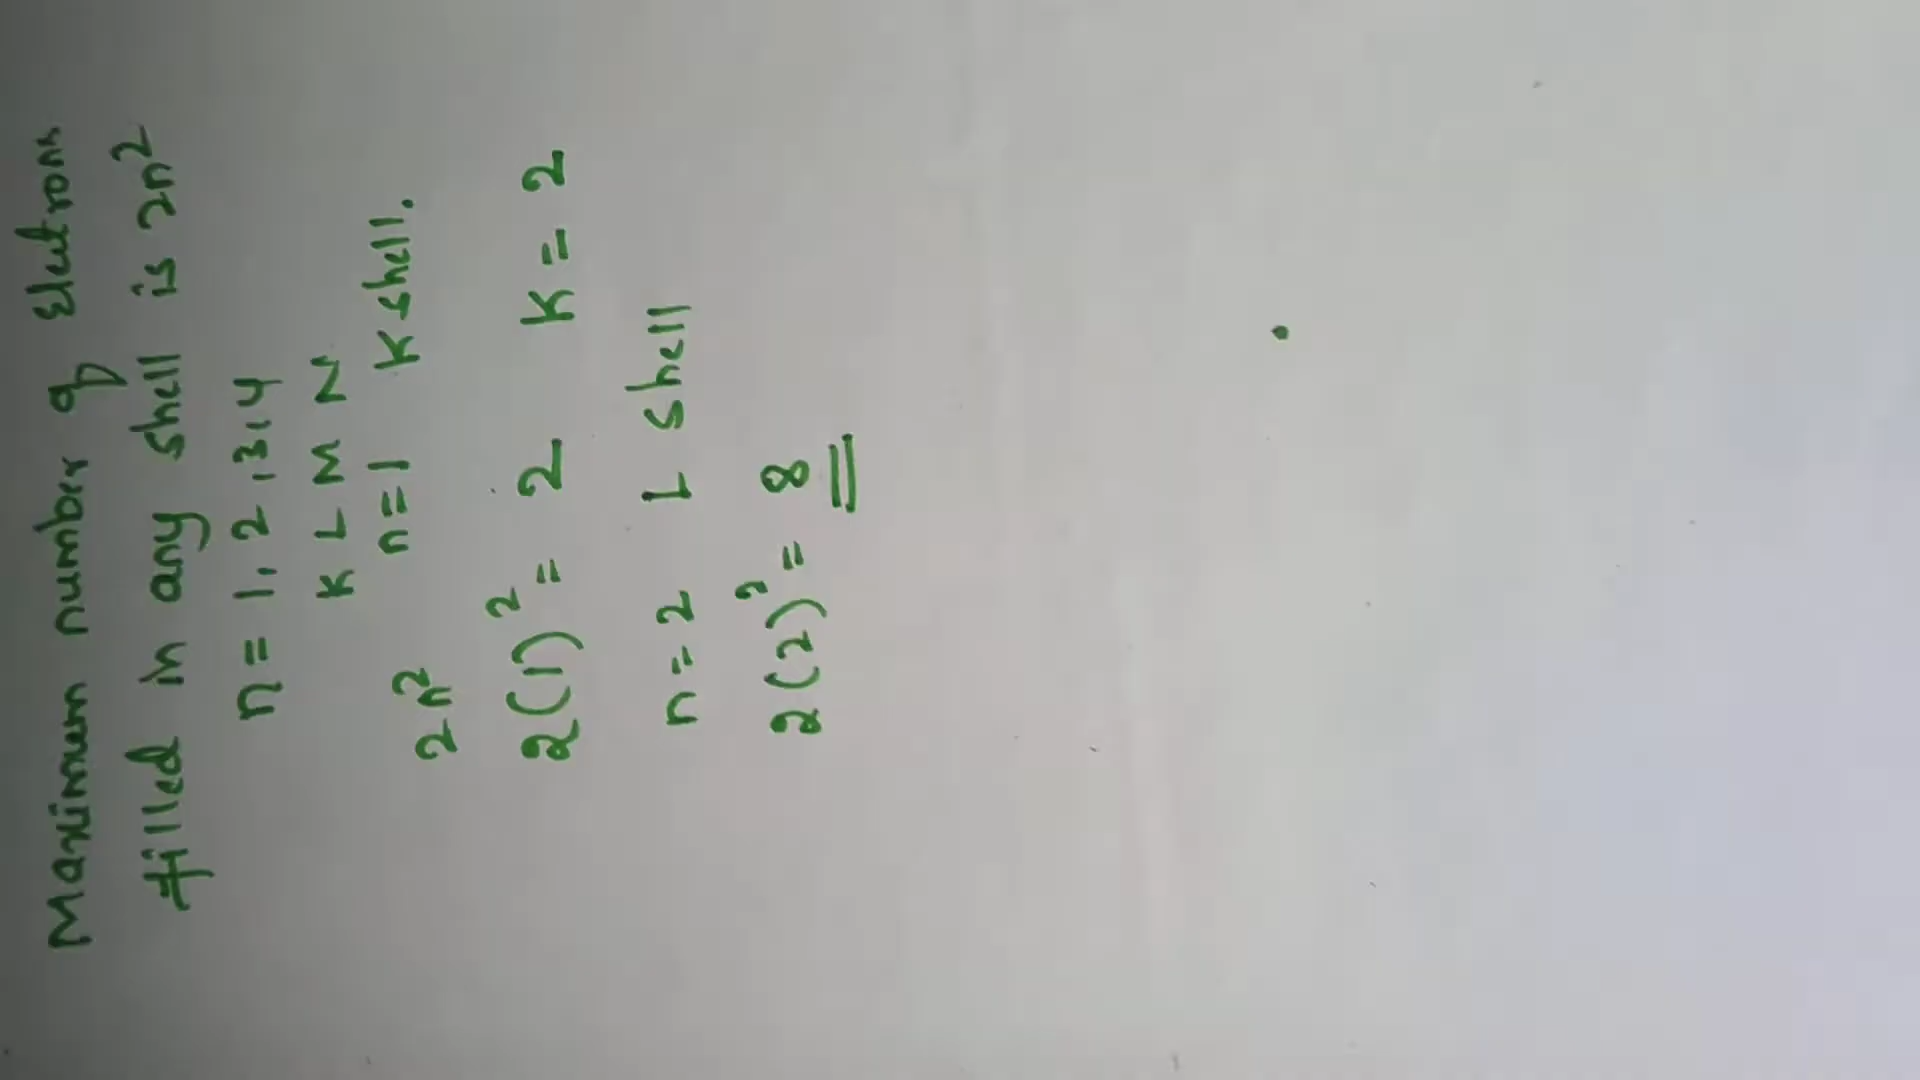 Maximum number of Electrons
filled in any shell is 2n²
n = 1, 2, 3, 4
K L M N
2n² n=1 K shell.
2(1)² = 2 K = 2
n = 2 L shell
2(2)² = 8